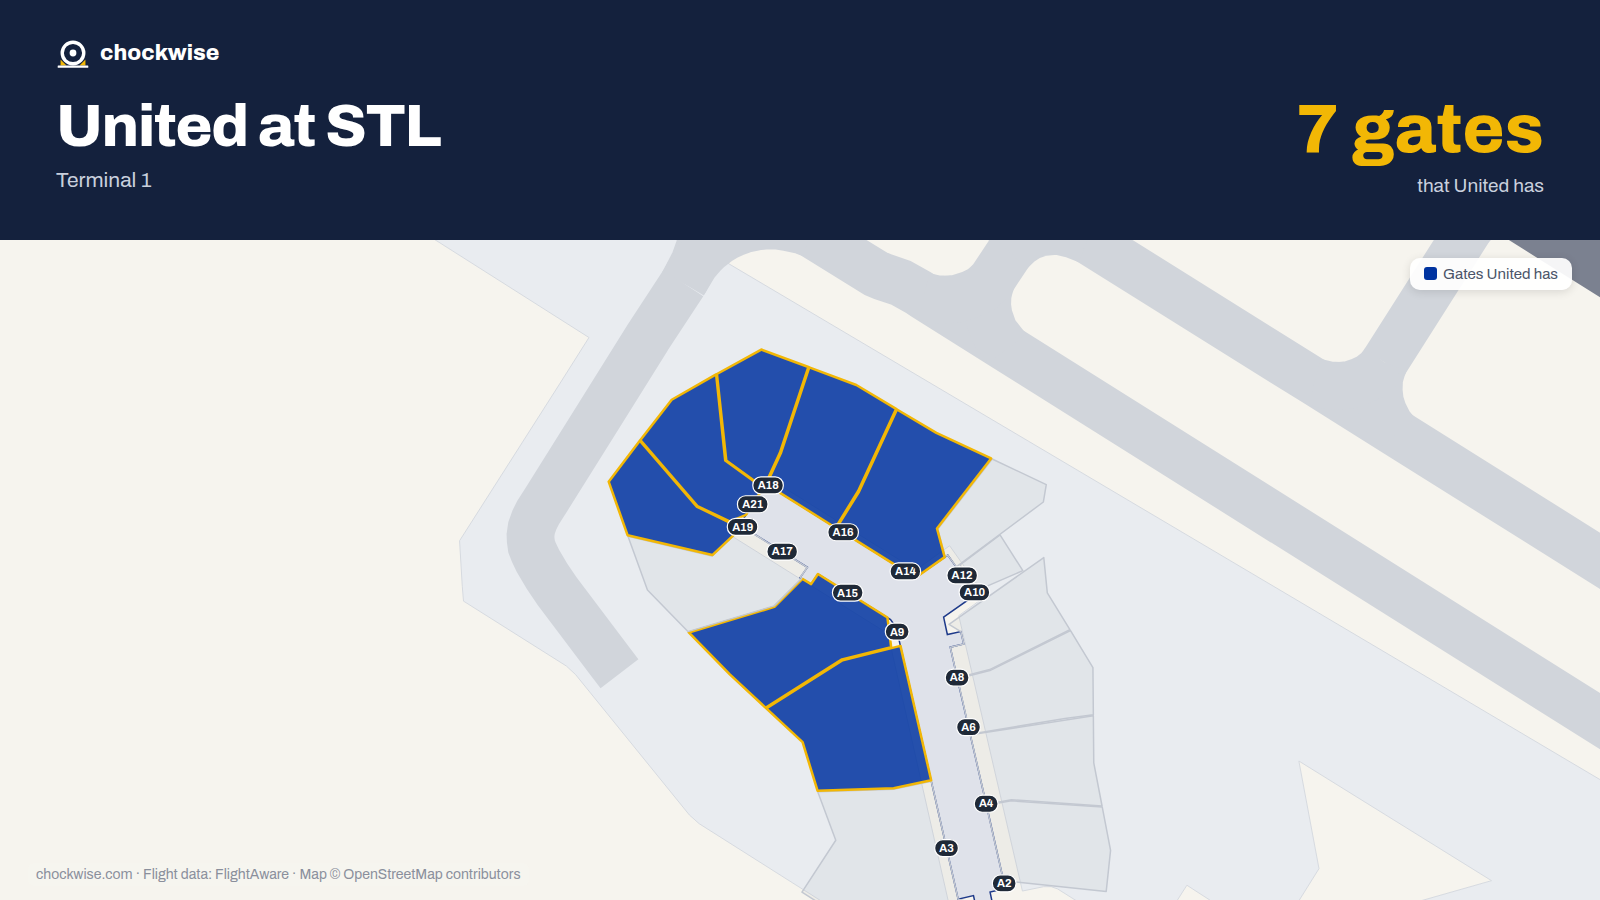 chockwise
United at STL
Terminal 1
7 gates
that United has
Gates United has
A18
A21
A19
A17
A16
A14
A15
A12
A10
A9
A8
A6
A4
A3
A2
chockwise.com · Flight data: FlightAware · Map © OpenStreetMap contributors